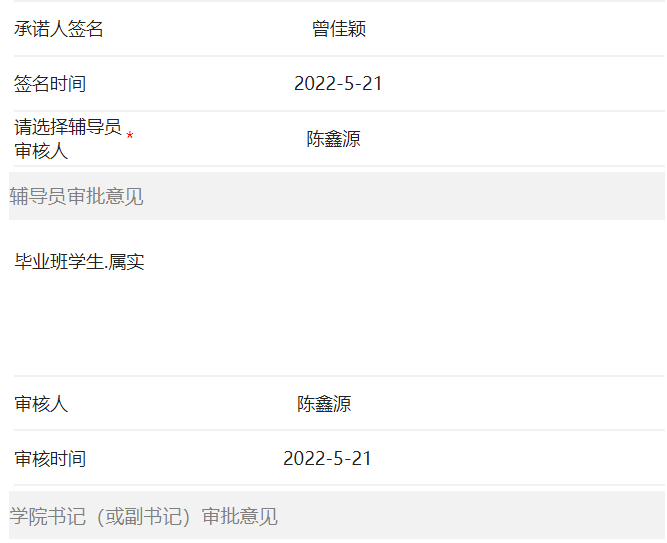 承诺人签名 曾佳颖
签名时间 2022-5-21
请选择辅导员
审核人 * 陈鑫源
辅导员审批意见
毕业班学生.属实
审核人 陈鑫源
审核时间 2022-5-21
学院书记（或副书记）审批意见